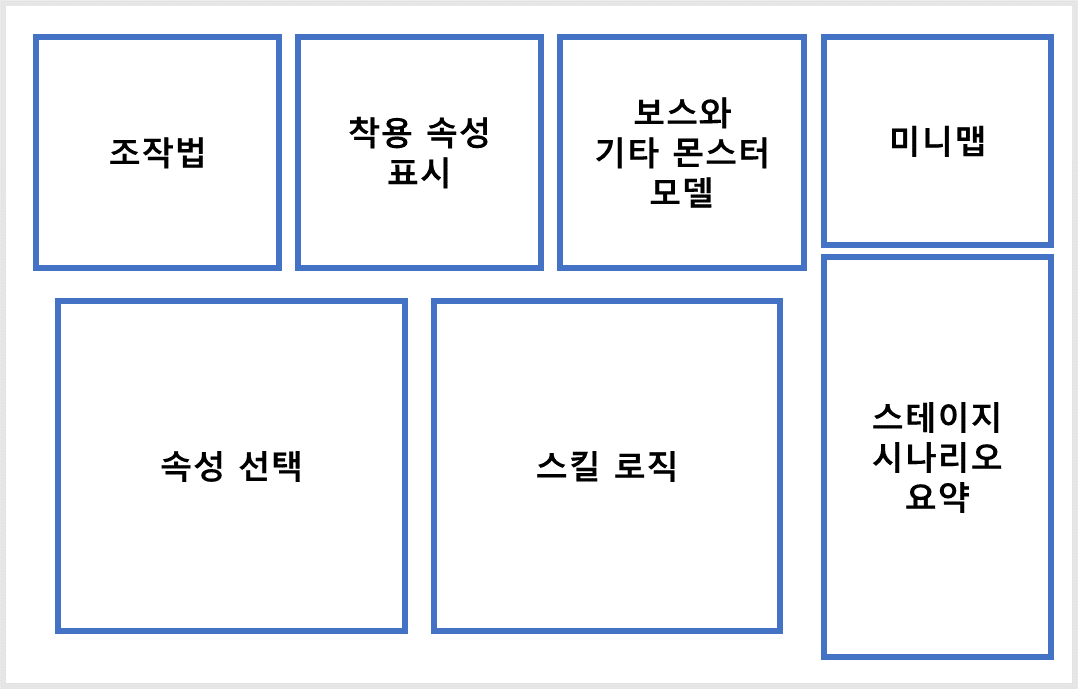 조작법
착용 속성
표시
보스와
기타 몬스터
모델
미니맵
속성 선택
스킬 로직
스테이지
시나리오
요약